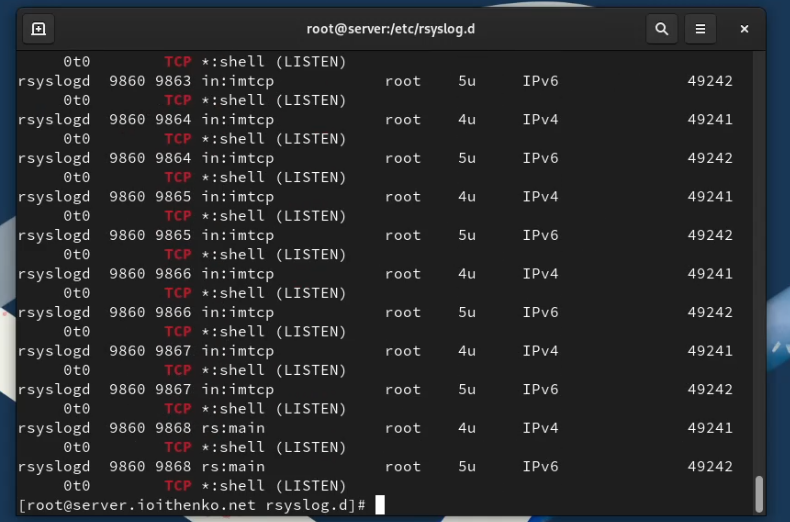 root@server:/etc/rsyslog.d
0t0 TCP *:shell (LISTEN)
rsyslogd 9860 9863 in:imtcp root 5u IPv6 49242
0t0 TCP *:shell (LISTEN)
rsyslogd 9860 9864 in:imtcp root 4u IPv4 49241
0t0 TCP *:shell (LISTEN)
rsyslogd 9860 9864 in:imtcp root 5u IPv6 49242
0t0 TCP *:shell (LISTEN)
rsyslogd 9860 9865 in:imtcp root 4u IPv4 49241
0t0 TCP *:shell (LISTEN)
rsyslogd 9860 9865 in:imtcp root 5u IPv6 49242
0t0 TCP *:shell (LISTEN)
rsyslogd 9860 9866 in:imtcp root 4u IPv4 49241
0t0 TCP *:shell (LISTEN)
rsyslogd 9860 9866 in:imtcp root 5u IPv6 49242
0t0 TCP *:shell (LISTEN)
rsyslogd 9860 9867 in:imtcp root 4u IPv4 49241
0t0 TCP *:shell (LISTEN)
rsyslogd 9860 9867 in:imtcp root 5u IPv6 49242
0t0 TCP *:shell (LISTEN)
rsyslogd 9860 9868 rs:main root 4u IPv4 49241
0t0 TCP *:shell (LISTEN)
rsyslogd 9860 9868 rs:main root 5u IPv6 49242
0t0 TCP *:shell (LISTEN)
[root@server.ioithenko.net rsyslog.d]#